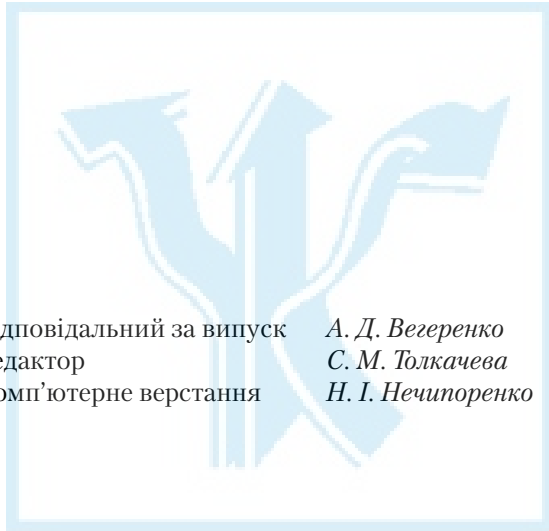 дповідальний за випуск А. Д. Вегеренко
едактор С. М. Толкачева
омп'ютерне верстання Н. І. Нечипоренко